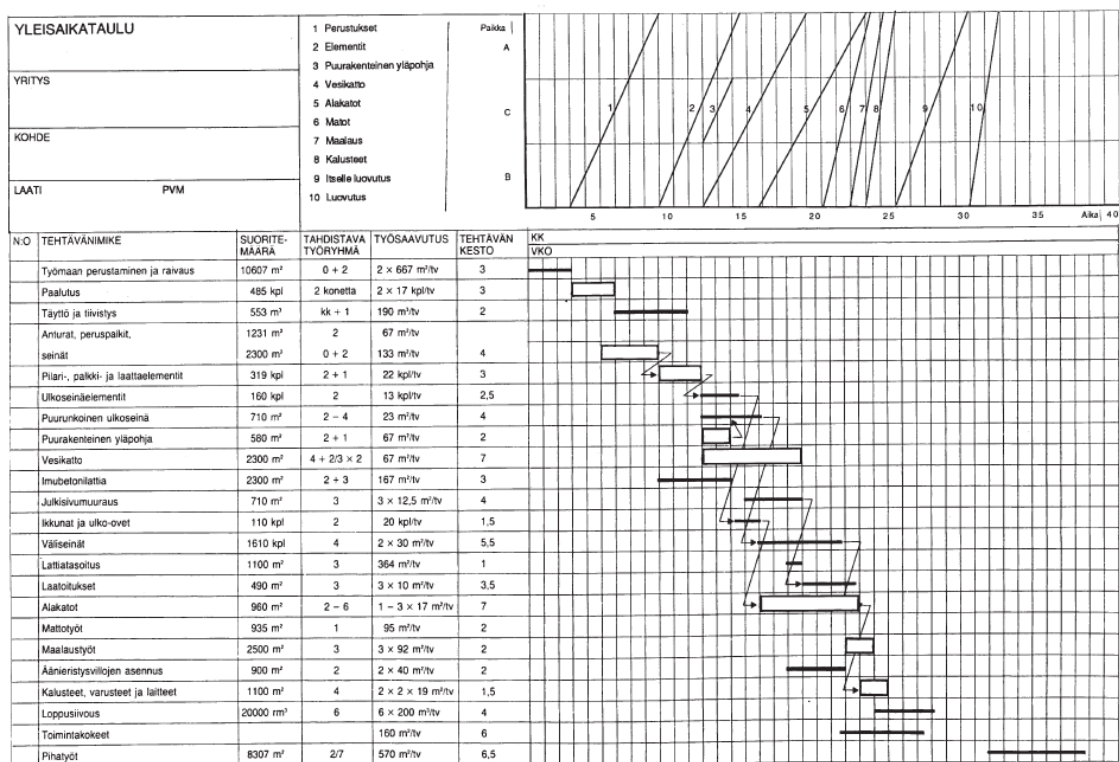 YLEISAIKATAULU
YRITYS
KOHDE
LAATI PVM
1 Perustukset
2 Elementit
3 Puurakenteinen yläpohja
4 Vesikatto
5 Alakatot
6 Matot
7 Maalaus
8 Kalusteet
9 Itselle luovutus
10 Luovutus
Paikka
A
C
B
1 2 3 4 5 6 7 8 9 10
5 10 15 20 25 30 35 Aika 40
N:O TEHTÄVÄNIMIKE SUORITE-MÄÄRÄ TAHDISTAVA TYÖRYHMÄ TYÖSAAVUTUS TEHTÄVÄN KESTO KK
VKO
Työmaan perustaminen ja raivaus 10607 m² 0 + 2 2 × 667 m²/tv 3
Paalutus 485 kpl 2 konetta 2 × 17 kpl/tv 3
Täyttö ja tiivistys 553 m³ kk + 1 190 m³/tv 2
Anturat, peruspalkit, 1231 m² 2 67 m²/tv
seinät 2300 m² 0 + 2 133 m²/tv 4
Pilari-, palkki- ja laattaelementit 319 kpl 2 + 1 22 kpl/tv 3
Ulkoseinäelementit 160 kpl 2 13 kpl/tv 2,5
Puurunkoinen ulkoseinä 710 m² 2 – 4 23 m²/tv 4
Puurakenteinen yläpohja 580 m² 2 + 1 67 m²/tv 2
Vesikatto 2300 m² 4 + 2/3 × 2 67 m²/tv 7
Imubetonilattia 2300 m² 2 + 3 167 m²/tv 3
Julkisivumuuraus 710 m² 3 3 × 12,5 m²/tv 4
Ikkunat ja ulko-ovet 110 kpl 2 20 kpl/tv 1,5
Väliseinät 1610 kpl 4 2 × 30 m²/tv 5,5
Lattiatasoitus 1100 m² 3 364 m²/tv 1
Laatoitukset 490 m² 3 3 × 10 m²/tv 3,5
Alakatot 960 m² 2 – 6 1 – 3 × 17 m²/tv 7
Mattotyöt 935 m² 1 95 m²/tv 2
Maalaustyöt 2500 m² 3 3 × 92 m²/tv 2
Äänieristysvillojen asennus 900 m² 2 2 × 40 m²/tv 2
Kalusteet, varusteet ja laitteet 1100 m² 4 2 × 2 × 19 m²/tv 1,5
Loppusiivous 20000 rm³ 6 6 × 200 m²/tv 4
Toimintakokeet 160 m²/tv 6
Pihatyöt 8307 m² 2/7 570 m²/tv 6,5